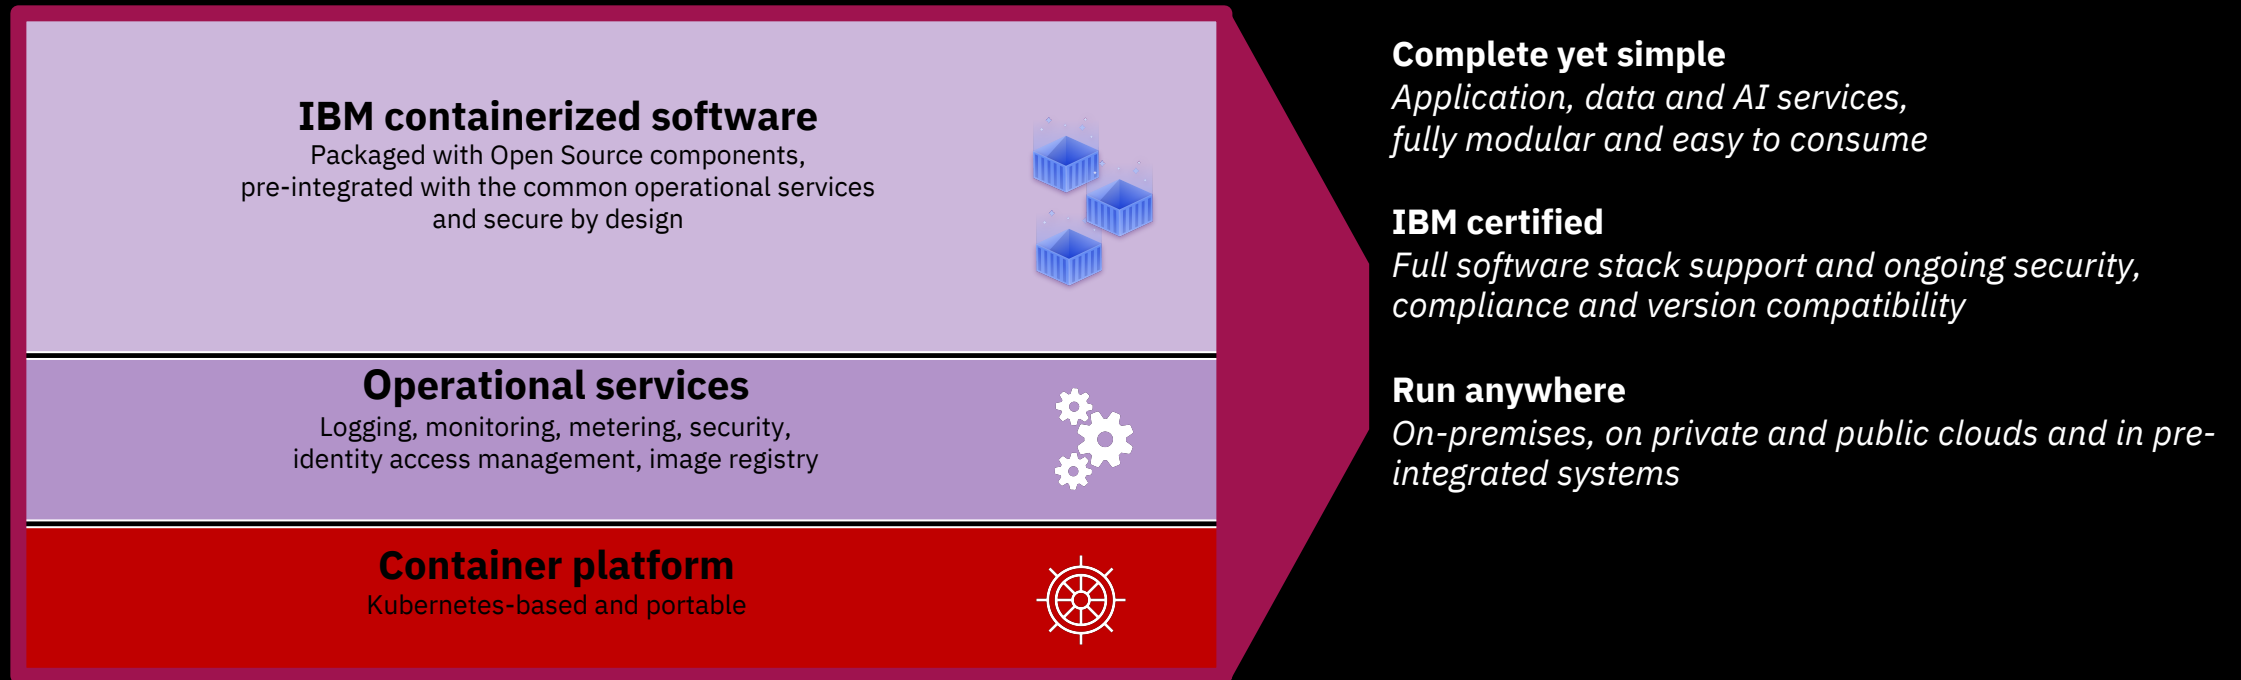 IBM containerized software
Packaged with Open Source components,
pre-integrated with the common operational services
and secure by design
Operational services
Logging, monitoring, metering, security,
identity access management, image registry
Container platform
Kubernetes-based and portable
Complete yet simple
Application, data and AI services,
fully modular and easy to consume
IBM certified
Full software stack support and ongoing security,
compliance and version compatibility
Run anywhere
On-premises, on private and public clouds and in pre-
integrated systems